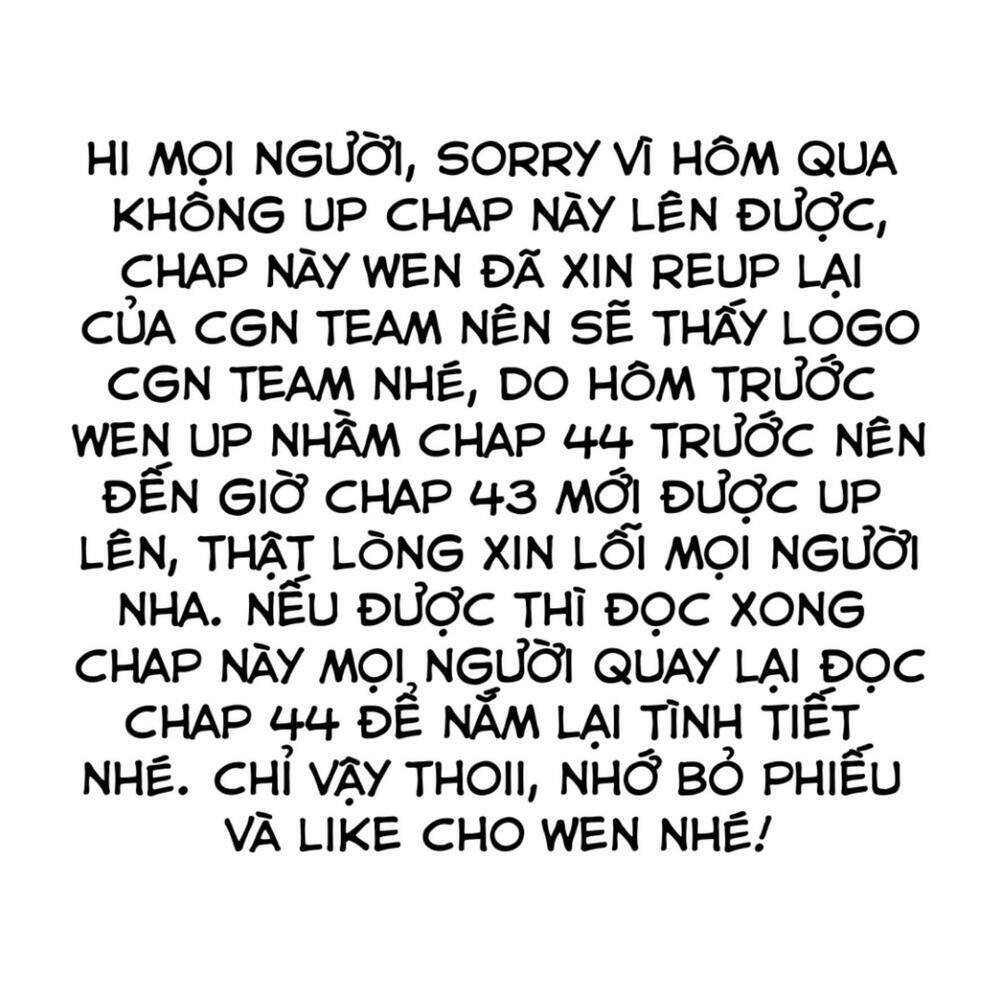 HI MỌI NGƯỜI, SORRY VÌ HÔM QUA
KHÔNG UP CHAP NÀY LÊN ĐƯỢC,
CHAP NÀY WEN ĐÃ XIN REUP LẠI
CỦA CGN TEAM NÊN SẼ THẤY LOGO
CGN TEAM NHÉ, DO HÔM TRƯỚC
WEN UP NHẦM CHAP 44 TRƯỚC NÊN
ĐẾN GIỜ CHAP 43 MỚI ĐƯỢC UP
LÊN, THẬT LÒNG XIN LỖI MỌI NGƯỜI
NHA. NẾU ĐƯỢC THÌ ĐỌC XONG
CHAP NÀY MỌI NGƯỜI QUAY LẠI ĐỌC
CHAP 44 ĐỂ NẮM LẠI TÌNH TIẾT
NHÉ. CHỈ VẬY THOII, NHỚ BỎ PHIẾU
VÀ LIKE CHO WEN NHÉ!